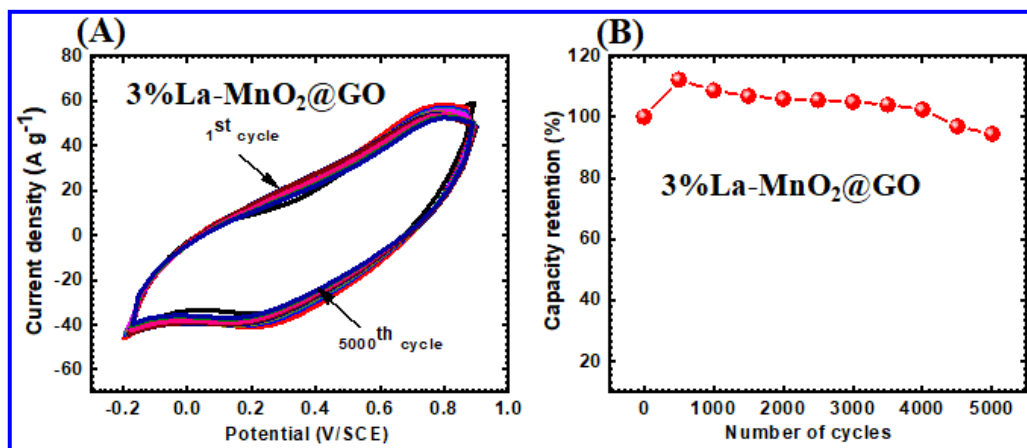 (A)
3%La-MnO₂@GO
1st cycle
5000th cycle
80
60
40
20
0
-20
-40
-60
-0.2 0.0 0.2 0.4 0.6 0.8 1.0
Current density (A g⁻¹)
Potential (V/SCE)
(B)
3%La-MnO₂@GO
120
100
80
60
40
20
0 1000 2000 3000 4000 5000
Capacity retention (%)
Number of cycles